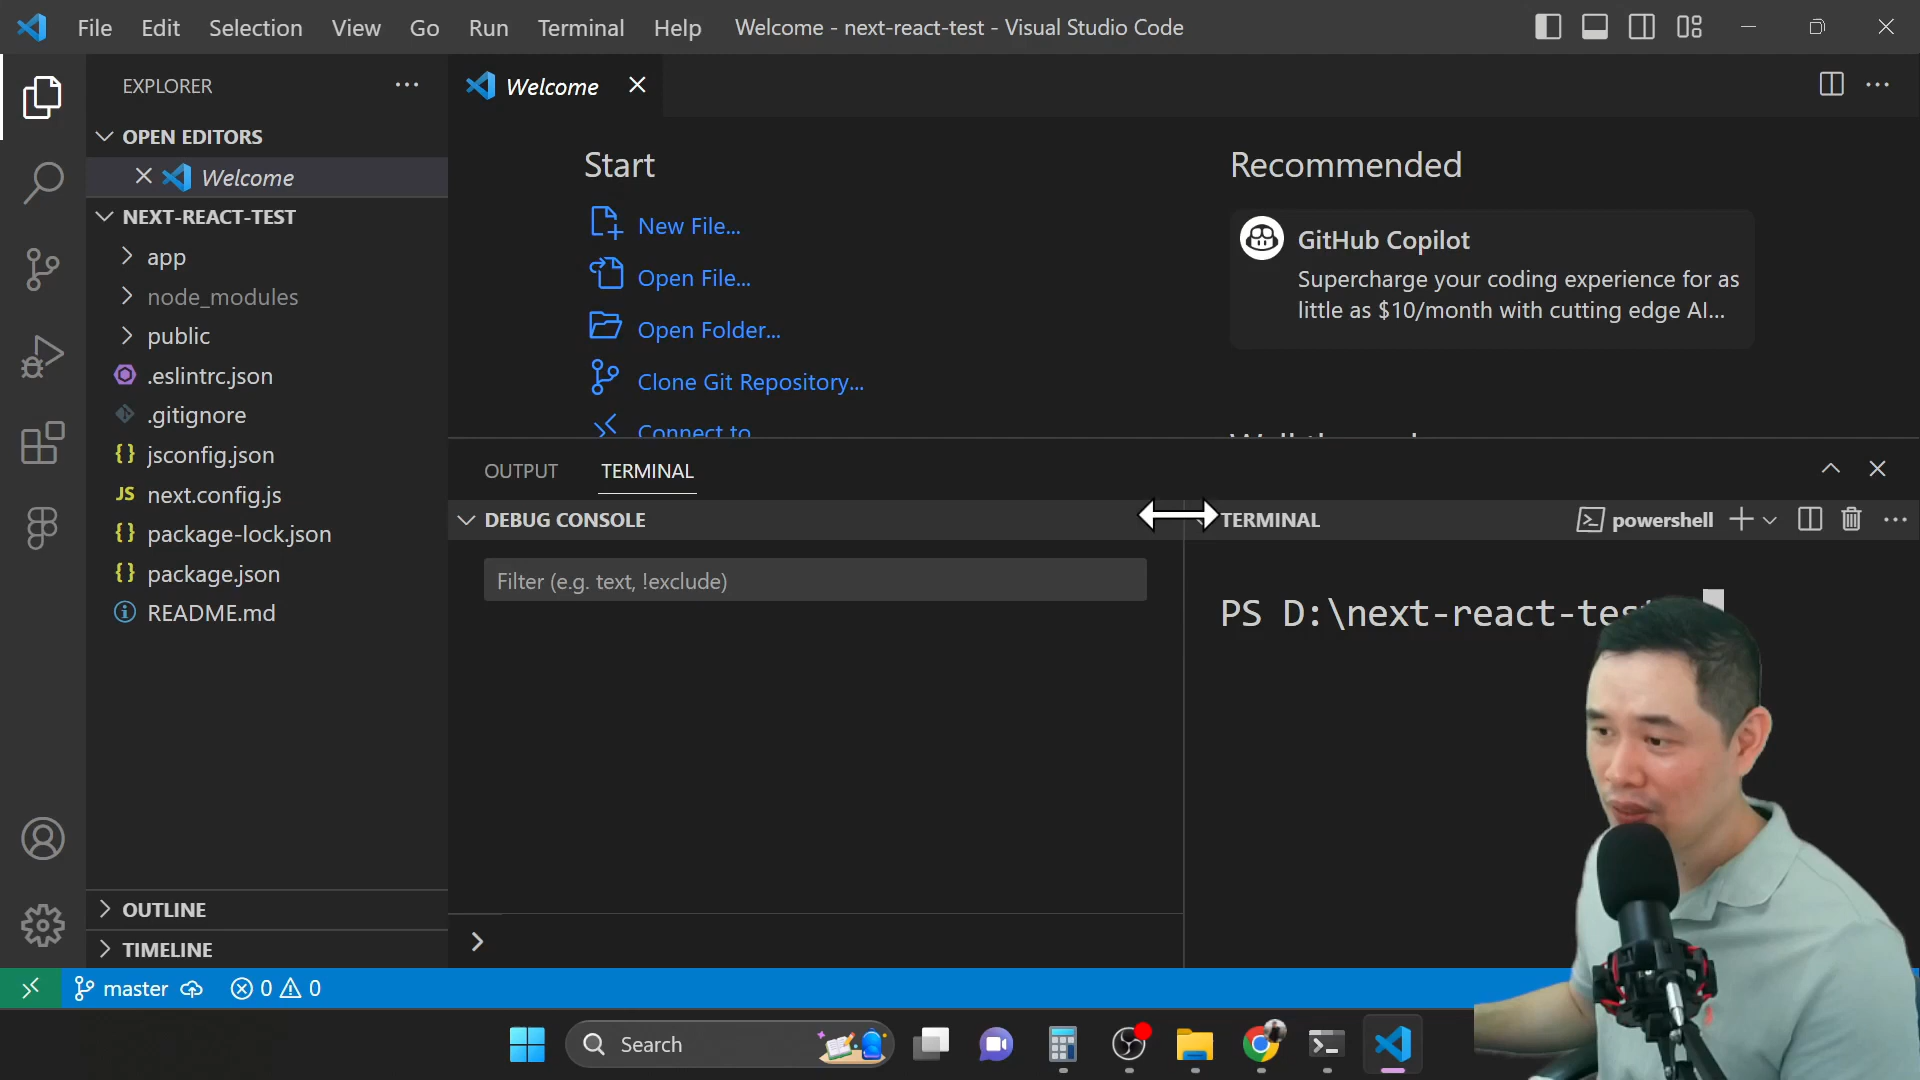 File Edit Selection View Go Run Terminal Help Welcome - next-react-test - Visual Studio Code
EXPLORER
OPEN EDITORS
Welcome
NEXT-REACT-TEST
app
node_modules
public
.eslintrc.json
.gitignore
jsconfig.json
JS next.config.js
package-lock.json
package.json
README.md
OUTLINE
TIMELINE
Welcome
Start
New File...
Open File...
Open Folder...
Clone Git Repository...
Connect to
Recommended
GitHub Copilot
Supercharge your coding experience for as
little as $10/month with cutting edge AI...
OUTPUT TERMINAL
DEBUG CONSOLE
Filter (e.g. text, !exclude)
TERMINAL
powershell
PS D:\next-react-tes
master
0 0
Search